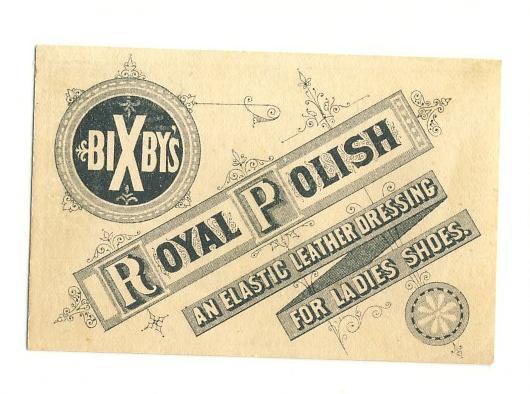 BIXBY'S
ROYAL POLISH
AN ELASTIC LEATHER DRESSING
FOR LADIES SHOES.